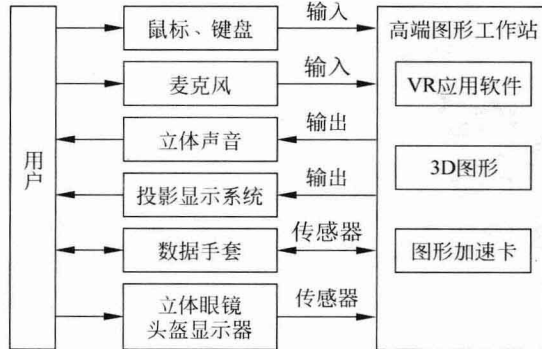 用户
鼠标、键盘
输入
麦克风
输入
立体声音
输出
投影显示系统
输出
数据手套
传感器
立体眼镜
头盔显示器
传感器
高端图形工作站
VR应用软件
3D图形
图形加速卡